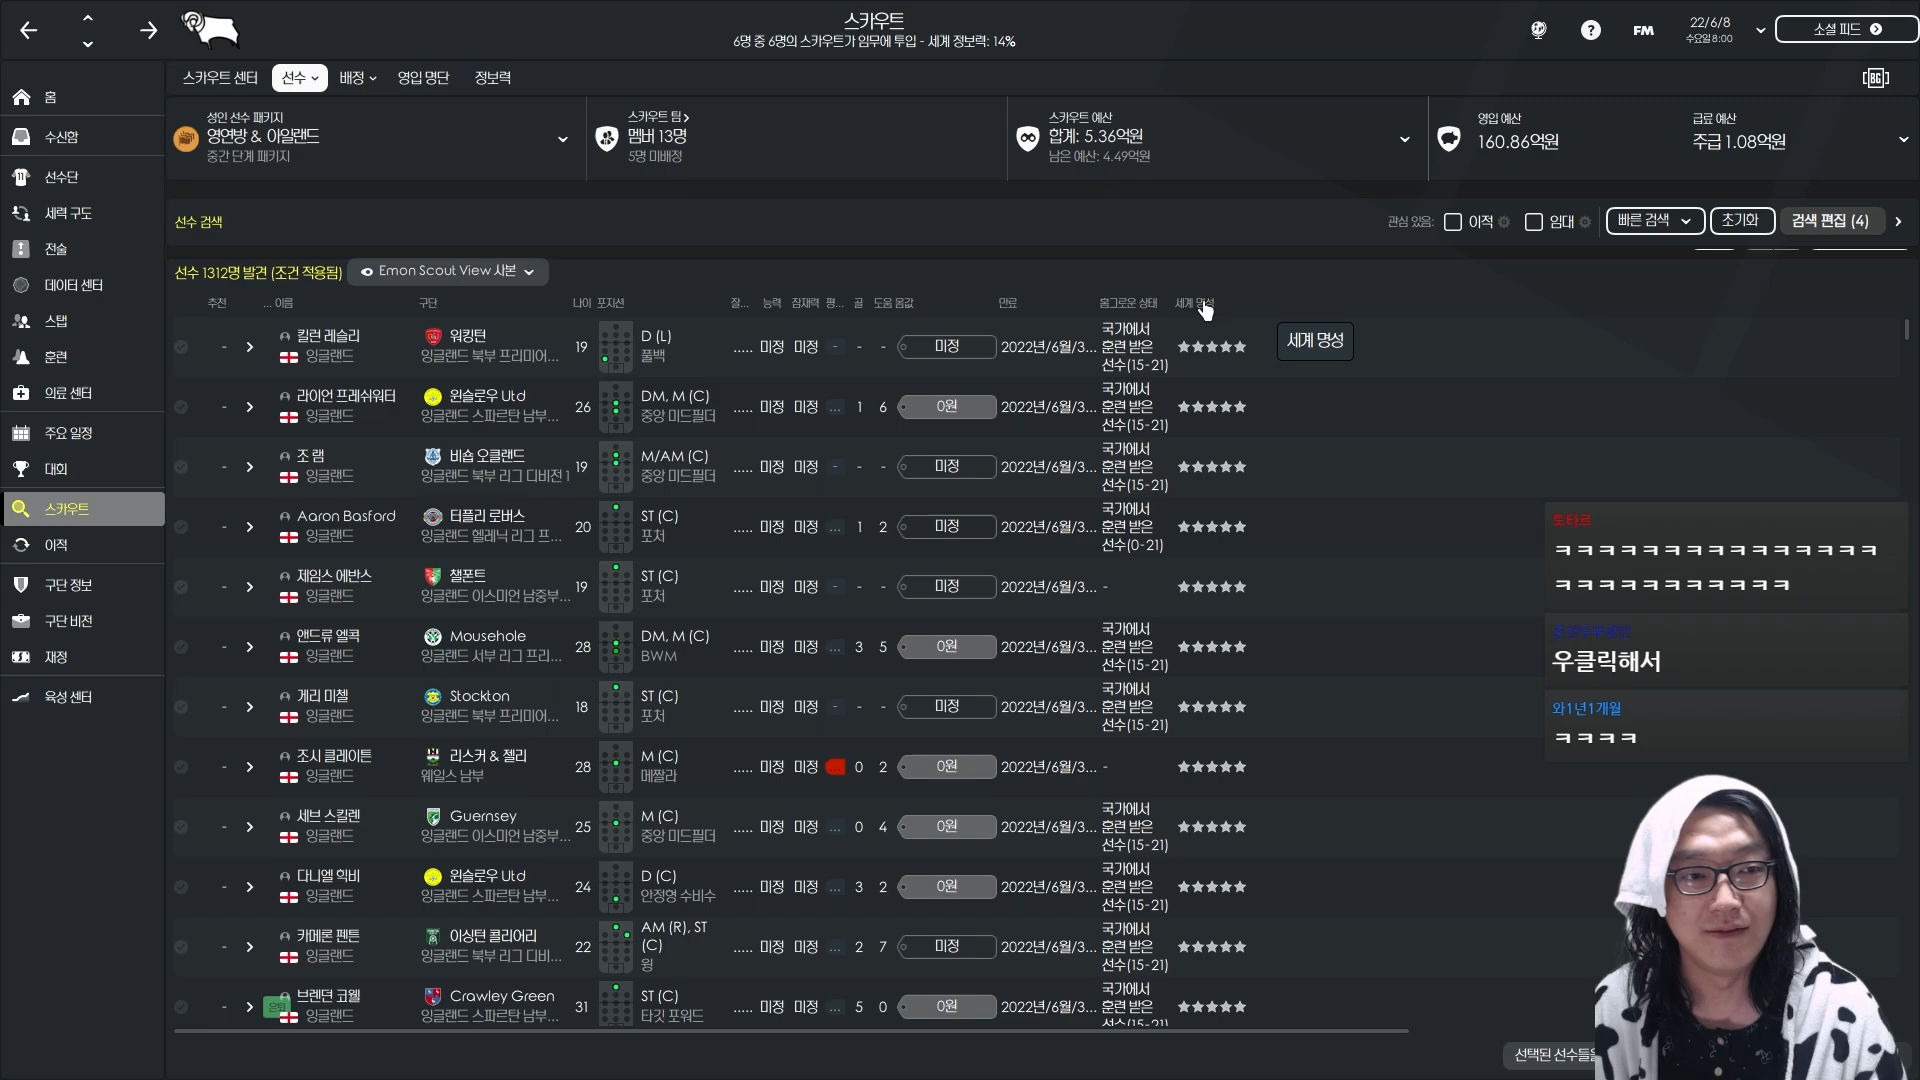 스카우트
6명 중 6명의 스카우트가 임무에 투입 - 세계 정보력: 14%
FM
22/6/8
수요일 8:00
소셜 피드
스카우트 센터 선수 배정 영입 명단 정보력
홈
수신함
선수단
세력 구도
전술
데이터 센터
스탭
훈련
의료 센터
주요 일정
대회
스카우트
이적
구단 정보
구단 비전
재정
육성 센터
성인 선수 패키지
영연방 & 아일랜드
중간 단계 패키지
스카우트 팀
멤버 13명
5명 미배정
스카우트 예산
합계: 5.36억원
남은 예산: 4.49억원
영입 예산
160.86억원
급료 예산
주급 1.08억원
선수 검색
관심 있음: 이적 임대 빠른 검색 초기화 검색 편집 (4)
선수 1312명 발견 (조건 적용됨) Emon Scout View 사본
추천 ... 이름 구단 나이 포지션 잘... 능력 잠재력 평... 골 도움 몸값 만료 홈그로운 상태 세계 명성
세계 명성
킬런 레슬리 워킹턴 19 D (L) ..... 미정 미정 - - - 미정 2022년/6월/3... 국가에서 훈련 받은 선수(15-21)
잉글랜드 잉글랜드 북부 프리미어... 풀백
라이언 프레쉬워터 윈슬로우 Utd 26 DM, M (C) ..... 미정 미정 ... 1 6 0원 2022년/6월/3... 국가에서 훈련 받은 선수(15-21)
잉글랜드 잉글랜드 스파르탄 남부... 중앙 미드필더
조 램 비숍 오클랜드 19 M/AM (C) ..... 미정 미정 - - - 미정 2022년/6월/3... 국가에서 훈련 받은 선수(15-21)
잉글랜드 잉글랜드 북부 리그 디비전 1 중앙 미드필더
Aaron Basford 터플리 로버스 20 ST (C) ..... 미정 미정 ... 1 2 미정 2022년/6월/3... 국가에서 훈련 받은 선수(0-21)
잉글랜드 잉글랜드 헬레닉 리그 프... 포처
제임스 에반스 챌폰트 19 ST (C) ..... 미정 미정 - - - 미정 2022년/6월/3... -
잉글랜드 잉글랜드 이스미언 남중부... 포처
앤드류 엘콕 Mousehole 28 DM, M (C) ..... 미정 미정 ... 3 5 0원 2022년/6월/3... 국가에서 훈련 받은 선수(15-21)
잉글랜드 잉글랜드 서부 리그 프리... BWM
게리 미첼 Stockton 18 ST (C) ..... 미정 미정 - - - 미정 2022년/6월/3... 국가에서 훈련 받은 선수(15-21)
잉글랜드 잉글랜드 북부 프리미어... 포처
조시 클레이튼 리스커 & 젤리 28 M (C) ..... 미정 미정 ... 0 2 0원 2022년/6월/3... -
잉글랜드 웨일스 남부 메짤라
세브 스킬렌 Guernsey 25 M (C) ..... 미정 미정 ... 0 4 0원 2022년/6월/3... 국가에서 훈련 받은 선수(15-21)
잉글랜드 잉글랜드 이스미언 남중부... 중앙 미드필더
다니엘 힉비 윈슬로우 Utd 24 D (C) ..... 미정 미정 ... 3 2 0원 2022년/6월/3... 국가에서 훈련 받은 선수(15-21)
잉글랜드 잉글랜드 스파르탄 남부... 안정형 수비수
카메론 펜튼 이싱턴 콜리어리 22 AM (R), ST (C) ..... 미정 미정 ... 2 7 미정 2022년/6월/3... 국가에서 훈련 받은 선수(15-21)
잉글랜드 잉글랜드 북부 리그 디비... 윙
브렌던 코웰 Crawley Green 31 ST (C) ..... 미정 미정 ... 5 0 0원 2022년/6월/3... 국가에서 훈련 받은 선수(15-21)
잉글랜드 잉글랜드 스파르탄 남부... 타깃 포워드
토타르
ㅋㅋㅋㅋㅋㅋㅋㅋㅋㅋㅋㅋㅋㅋㅋ
ㅋㅋㅋㅋㅋㅋㅋㅋㅋㅋㅋ
우클릭해서
와1년1개월
ㅋㅋㅋㅋ
선택된 선수들을